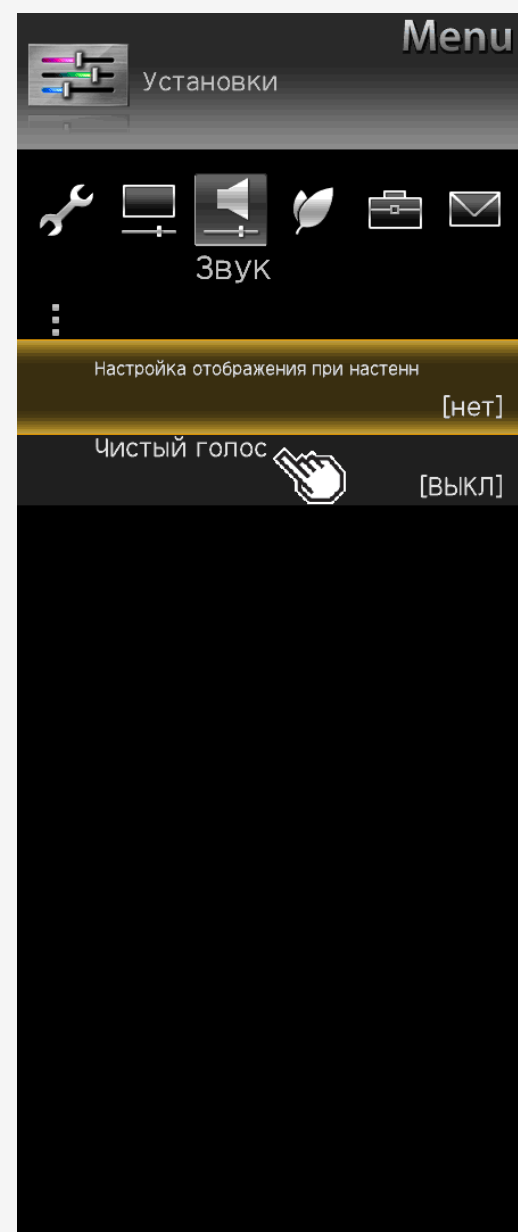 Menu
Установки
Звук
Настройка отображения при настенн
[нет]
Чистый голос
[ВЫКЛ]